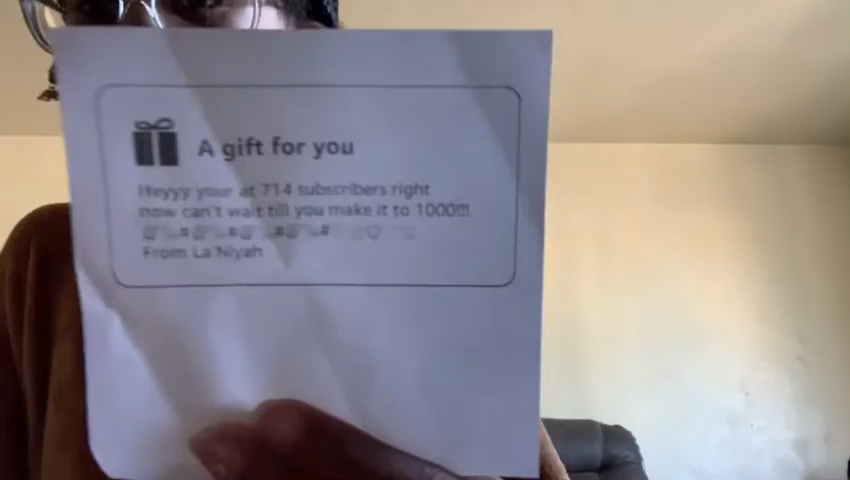 A gift for you
Heyyy your at 714 subscribers right
now can't wait till you make it to 1000!!!
From La'Niyah